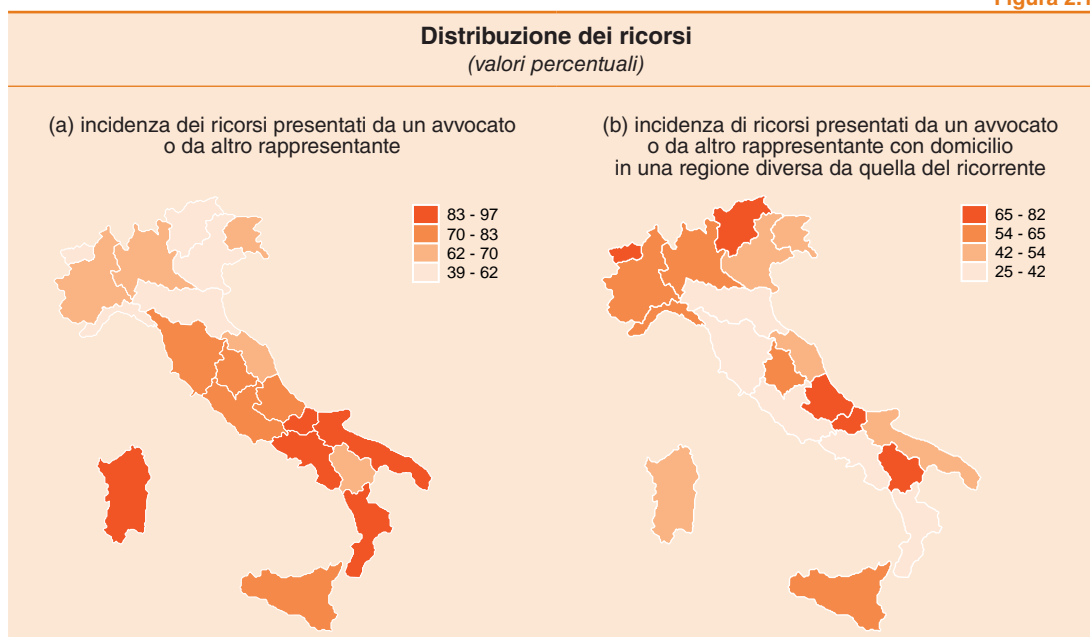 Distribuzione dei ricorsi
(valori percentuali)
(a) incidenza dei ricorsi presentati da un avvocato
o da altro rappresentante
83 - 97
70 - 83
62 - 70
39 - 62
(b) incidenza di ricorsi presentati da un avvocato
o da altro rappresentante con domicilio
in una regione diversa da quella del ricorrente
65 - 82
54 - 65
42 - 54
25 - 42